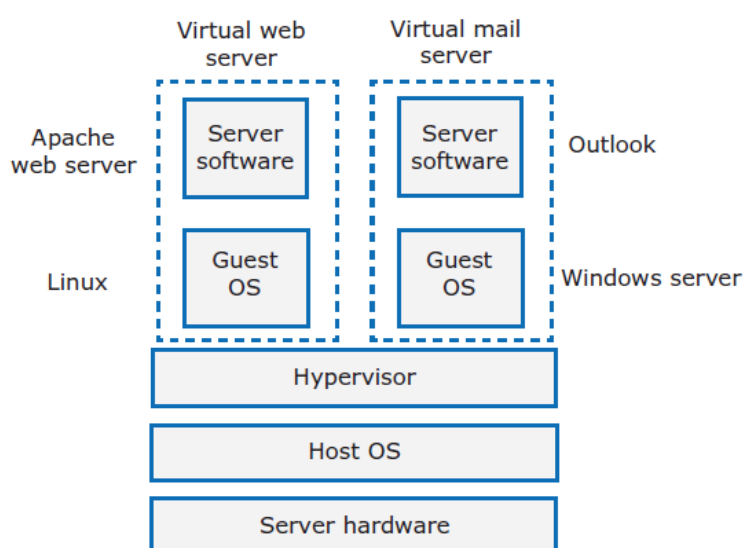 Virtual web
server
Virtual mail
server
Apache
web server
Server
software
Server
software
Outlook
Linux
Guest
OS
Guest
OS
Windows server
Hypervisor
Host OS
Server hardware